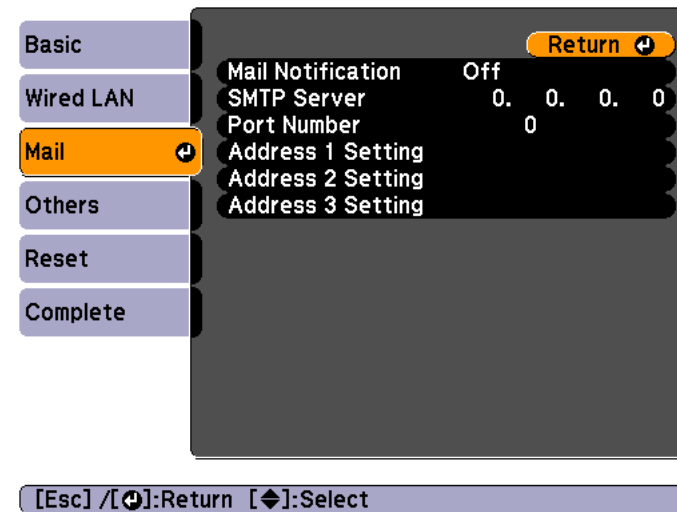 Basic
Wired LAN
Mail
Others
Reset
Complete
Return
Mail Notification Off
SMTP Server 0. 0. 0. 0
Port Number 0
Address 1 Setting
Address 2 Setting
Address 3 Setting
[Esc] /[⏎]:Return [◆]:Select